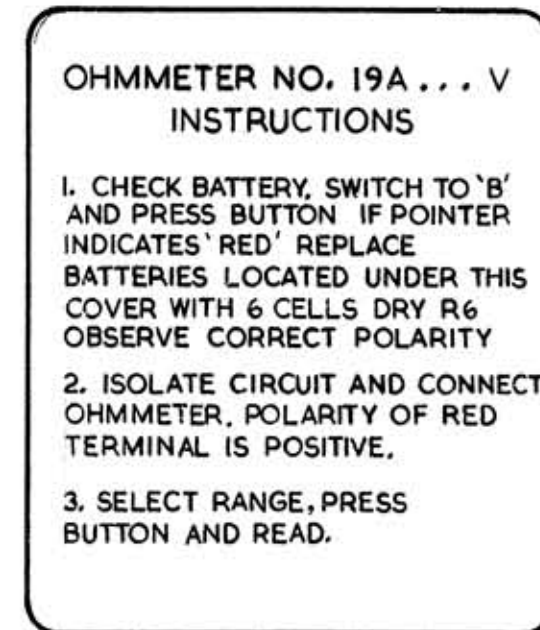 OHMMETER NO. 19A ... V
INSTRUCTIONS
1. CHECK BATTERY, SWITCH TO 'B'
AND PRESS BUTTON IF POINTER
INDICATES 'RED' REPLACE
BATTERIES LOCATED UNDER THIS
COVER WITH 6 CELLS DRY R6
OBSERVE CORRECT POLARITY
2. ISOLATE CIRCUIT AND CONNECT
OHMMETER. POLARITY OF RED
TERMINAL IS POSITIVE.
3. SELECT RANGE, PRESS
BUTTON AND READ.